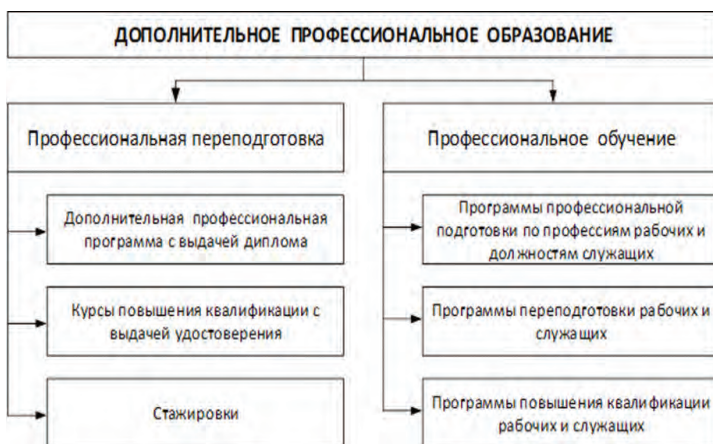 ДОПОЛНИТЕЛЬНОЕ ПРОФЕССИОНАЛЬНОЕ ОБРАЗОВАНИЕ
Профессиональная переподготовка
Дополнительная профессиональная
программа с выдачей диплома
Курсы повышения квалификации с
выдачей удостоверения
Стажировки
Профессиональное обучение
Программы профессиональной
подготовки по профессиям рабочих и
должностям служащих
Программы переподготовки рабочих и
служащих
Программы повышения квалификации
рабочих и служащих